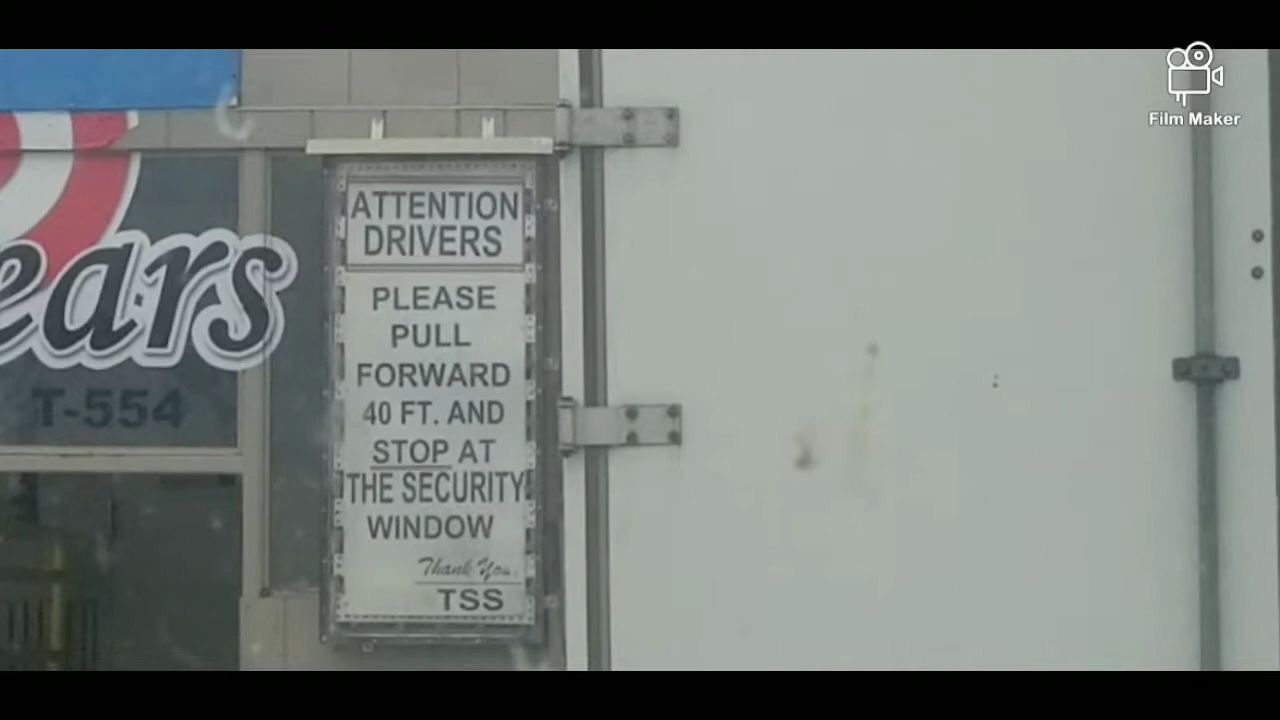 Film Maker
ATTENTION
DRIVERS
PLEASE
PULL
FORWARD
40 FT. AND
STOP AT
THE SECURITY
WINDOW
Thank You,
TSS
ears
T-554